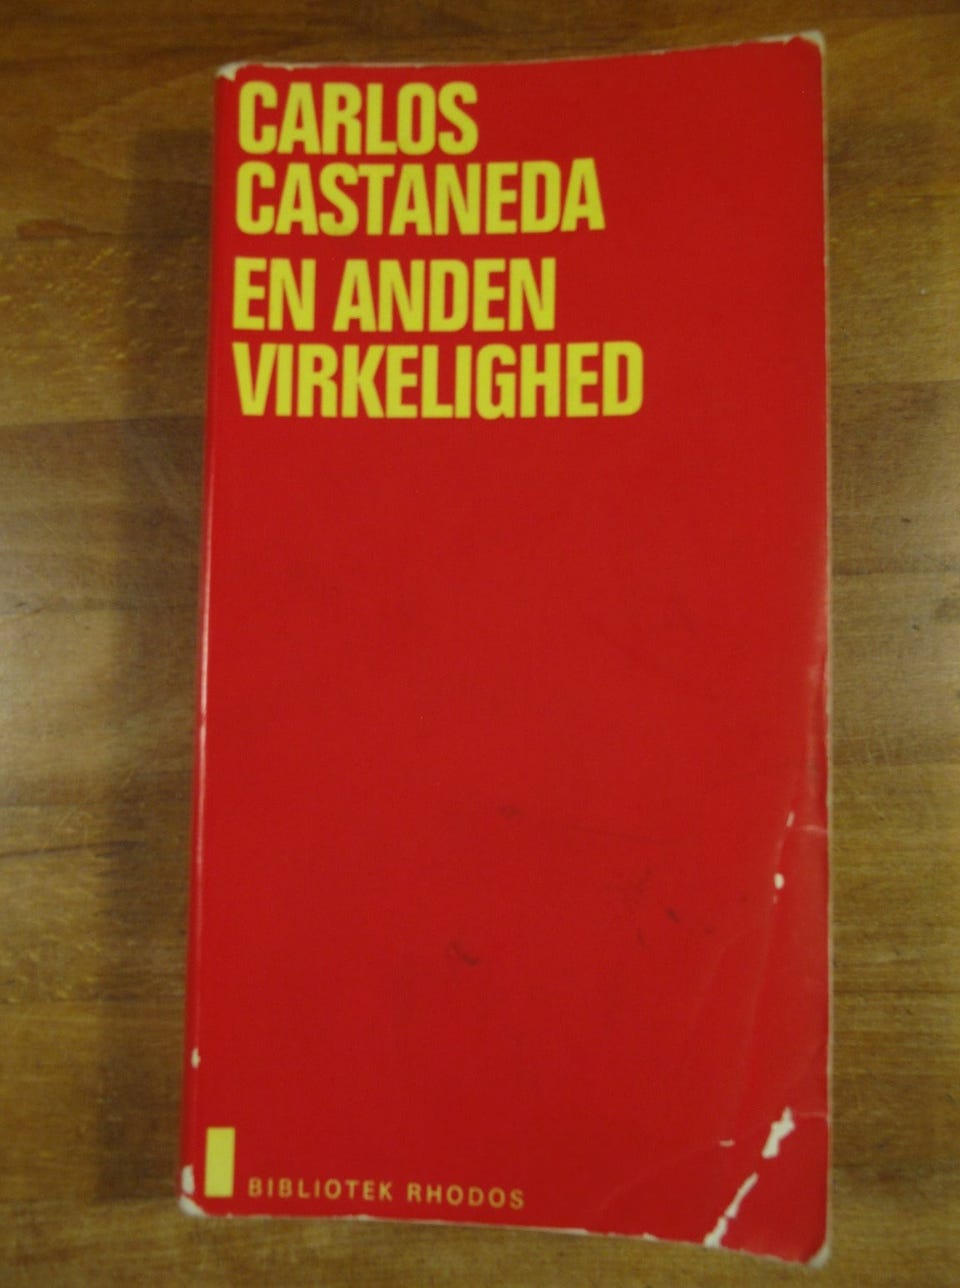 CARLOS
CASTANEDA
EN ANDEN
VIRKELIGHED
BIBLIOTEK RHODOS